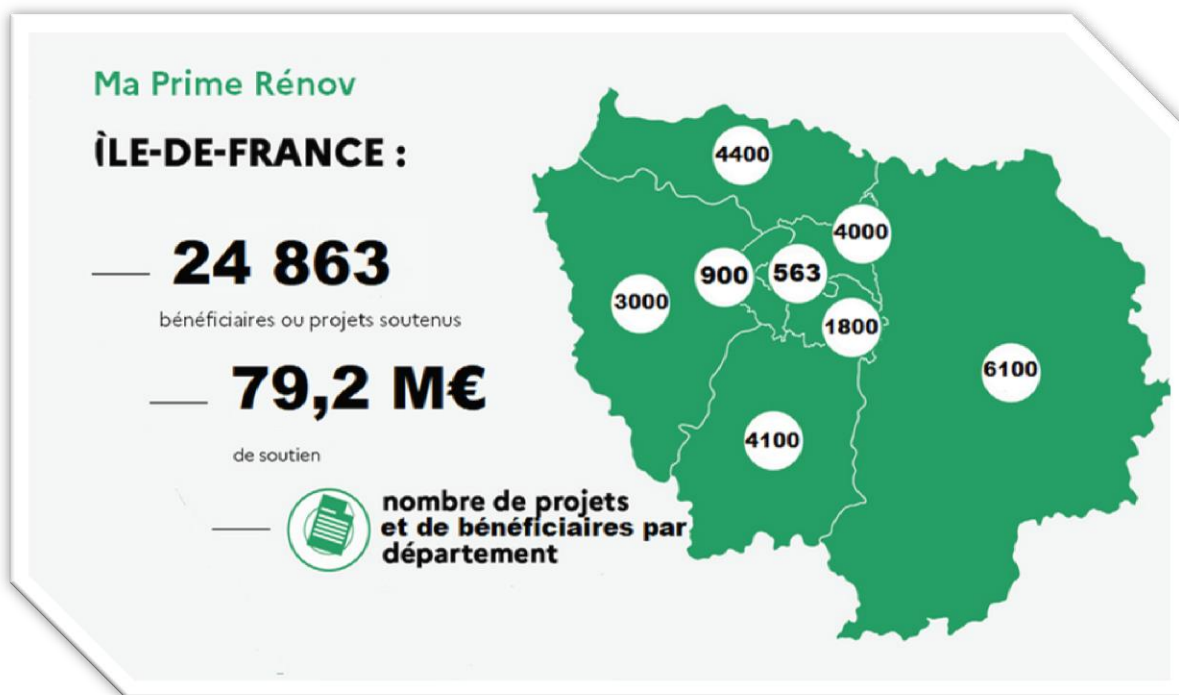 Ma Prime Rénov
ÎLE-DE-FRANCE :
24 863
bénéficiaires ou projets soutenus
79,2 M€
de soutien
nombre de projets
et de bénéficiaires par
département
4400
4000
900
563
3000
1800
6100
4100